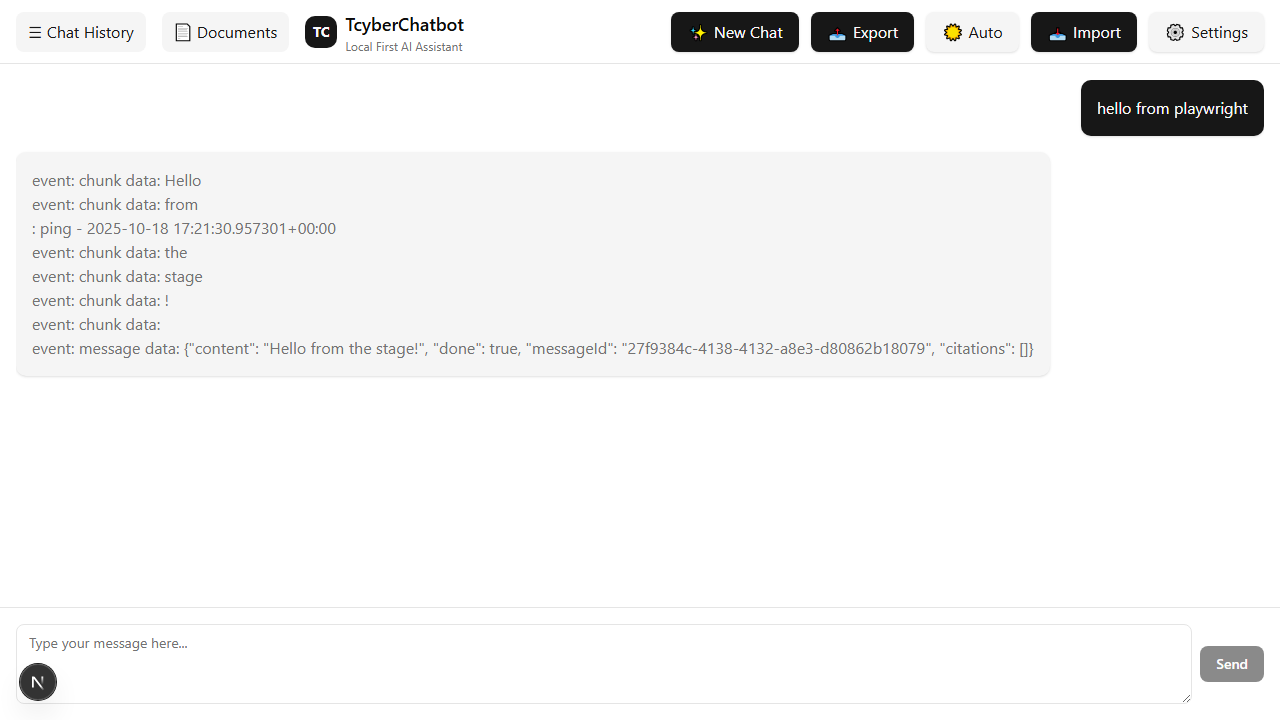 ☰ Chat History
Documents
TC
TcyberChatbot
Local First AI Assistant
New Chat
Export
Auto
Import
Settings
hello from playwright
event: chunk data: Hello
event: chunk data: from
: ping - 2025-10-18 17:21:30.957301+00:00
event: chunk data: the
event: chunk data: stage
event: chunk data: !
event: chunk data:
event: message data: {"content": "Hello from the stage!", "done": true, "messageId": "27f9384c-4138-4132-a8e3-d80862b18079", "citations": []}
Type your message here...
N
Send